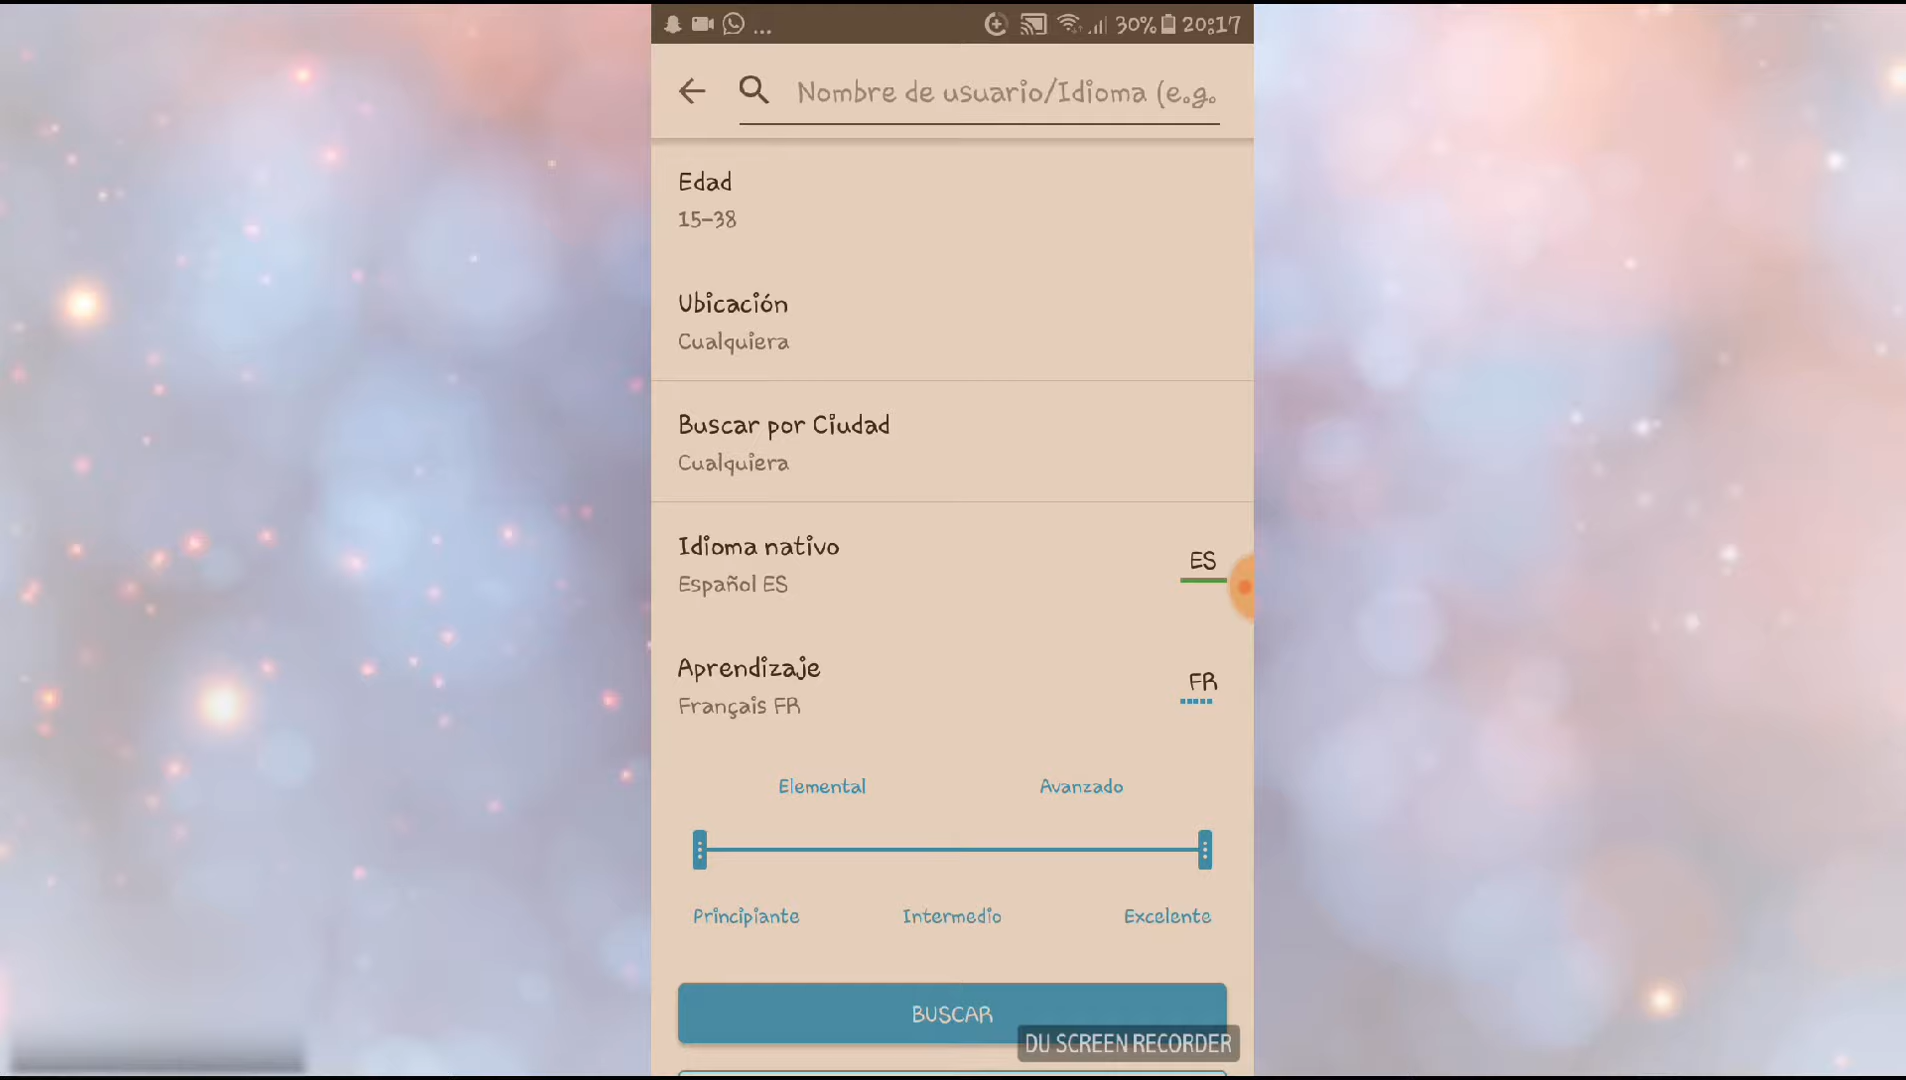 ... 30% 20:17
Nombre de usuario/Idioma (e.g.
Edad
15-38
Ubicación
Cualquiera
Buscar por Ciudad
Cualquiera
Idioma nativo
ES
Español ES
Aprendizaje
FR
Français FR
Elemental Avanzado
Principiante Intermedio Excelente
BUSCAR
DU SCREEN RECORDER